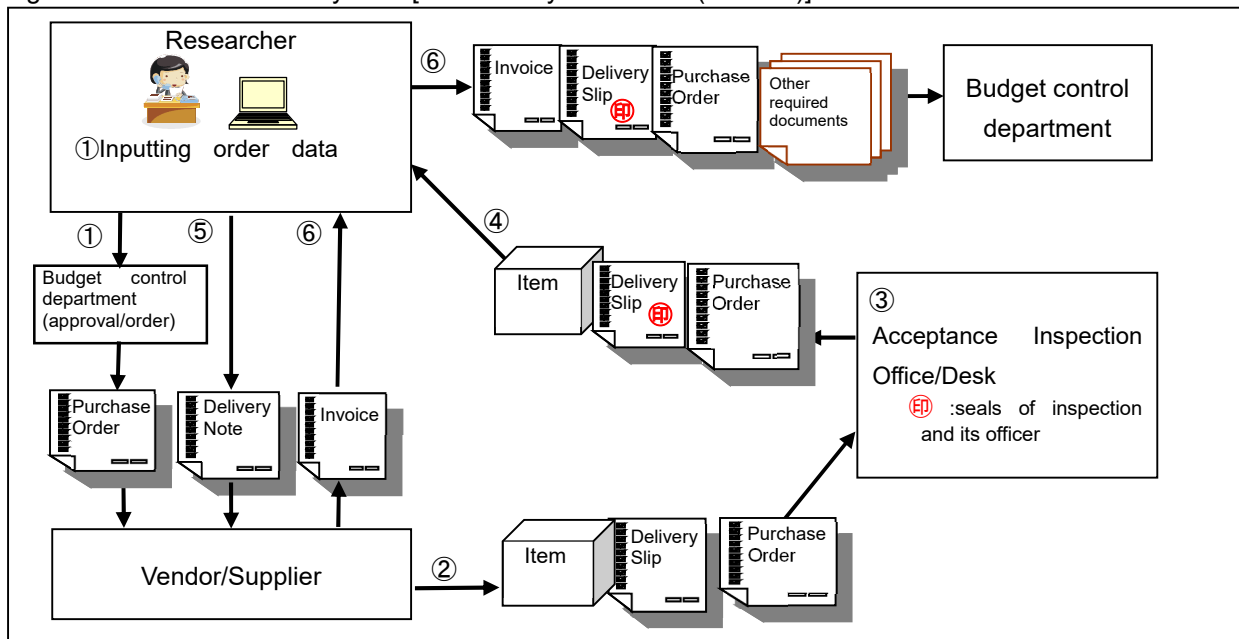 Researcher
①Inputting order data
⑥
Invoice
Delivery
Slip
印
Purchase
Order
Other
required
documents
Budget control
department
①
⑤
⑥
④
Budget control
department
(approval/order)
Item
Delivery
Slip
印
Purchase
Order
③
Acceptance Inspection
Office/Desk
印 :seals of inspection
and its officer
Purchase
Order
Delivery
Note
Invoice
Vendor/Supplier
②
Item
Delivery
Slip
Purchase
Order